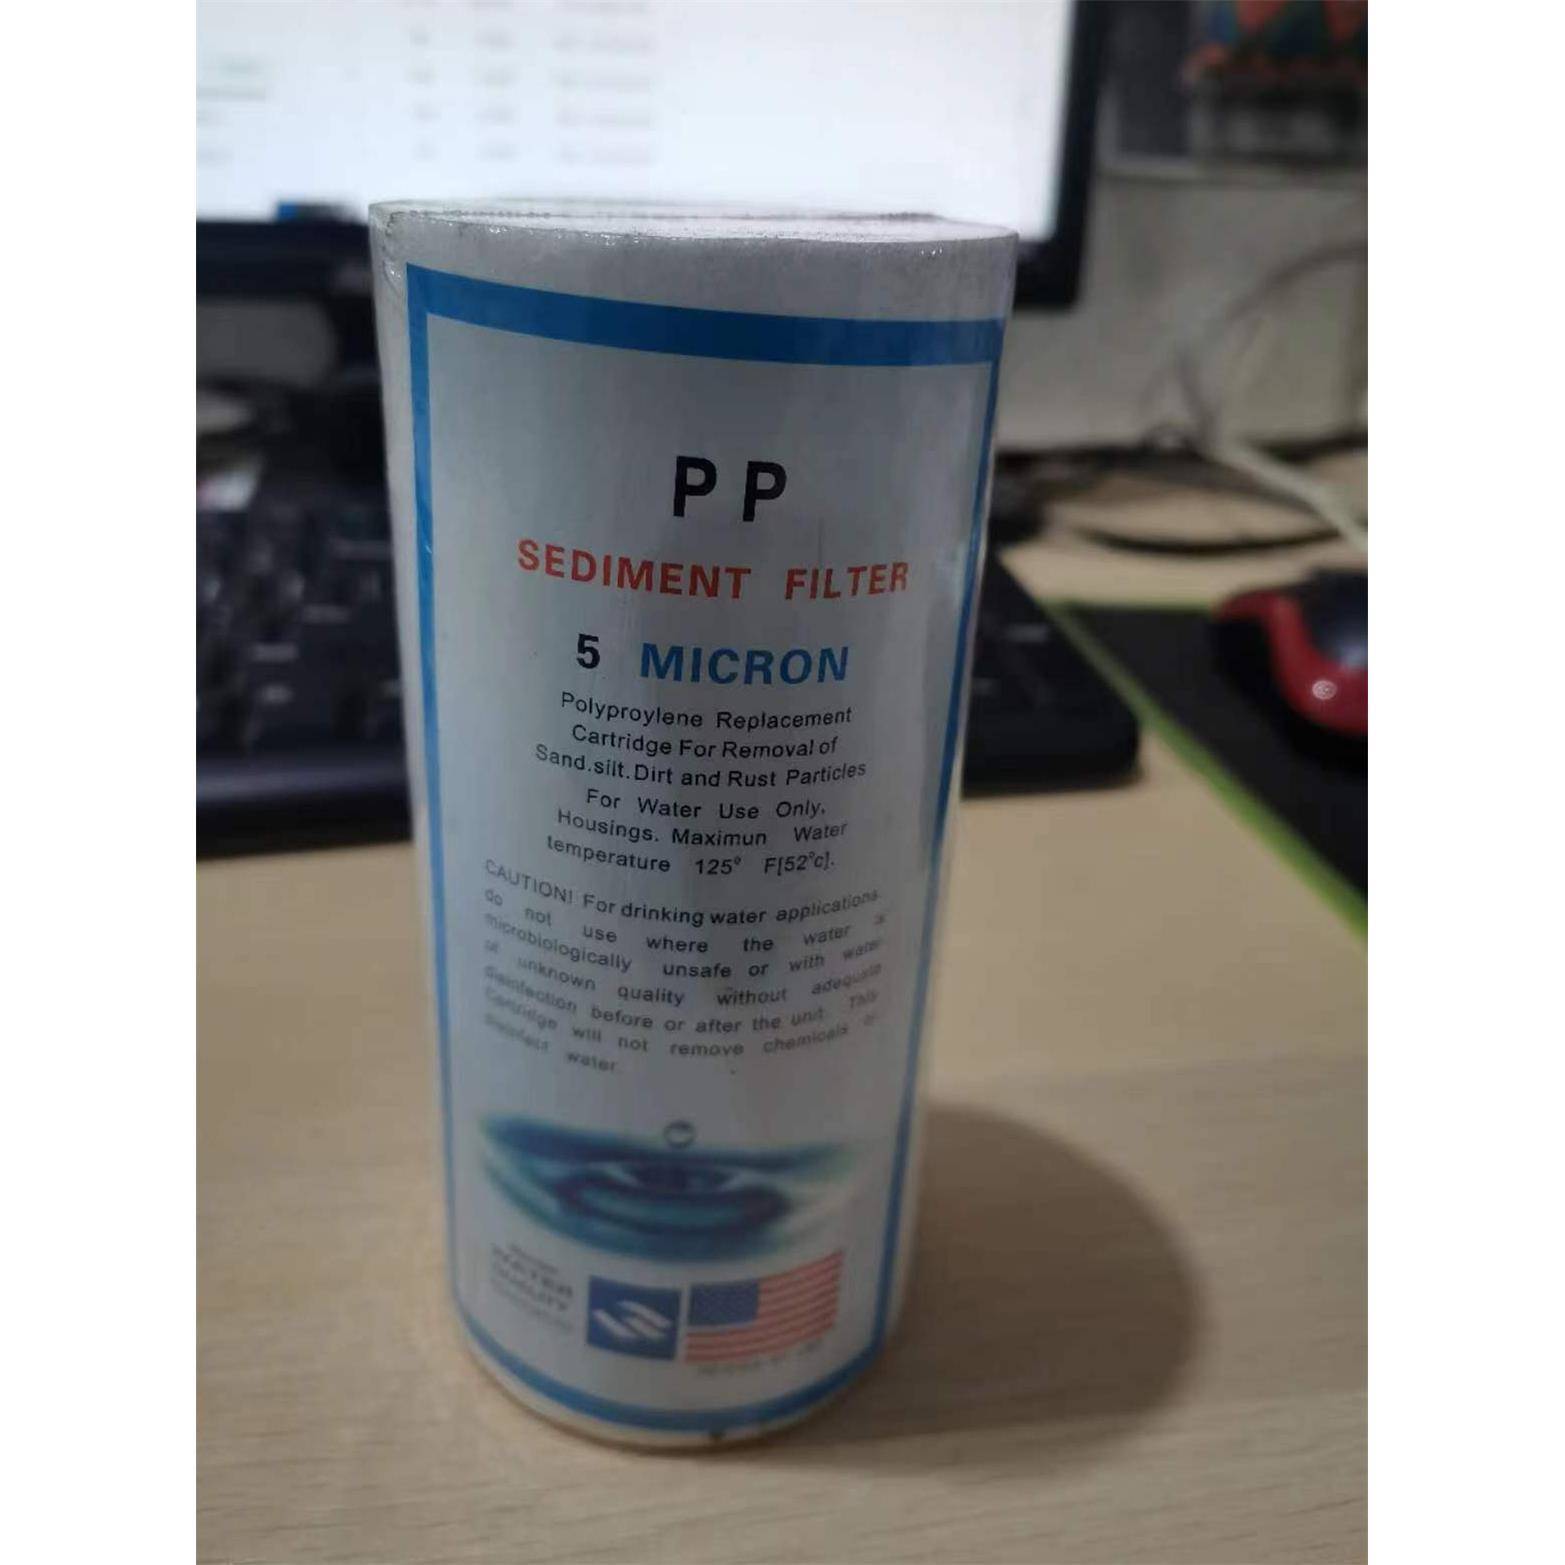 PP
SEDIMENT FILTER
5 MICRON
Polyproylene Replacement
Cartridge For Removal of
Sand.silt.Dirt and Rust Particles
For Water Use Only.
Housings. Maximun Water
temperature 125° F[52°c].
CAUTION! For drinking water applications
do not use where the water
microbiologically unsafe or with water
of unknown quality without adequate
disinfection before or after the unit. This
Cartridge will not remove chemicals or
disinfect water
WATER
QUALITY